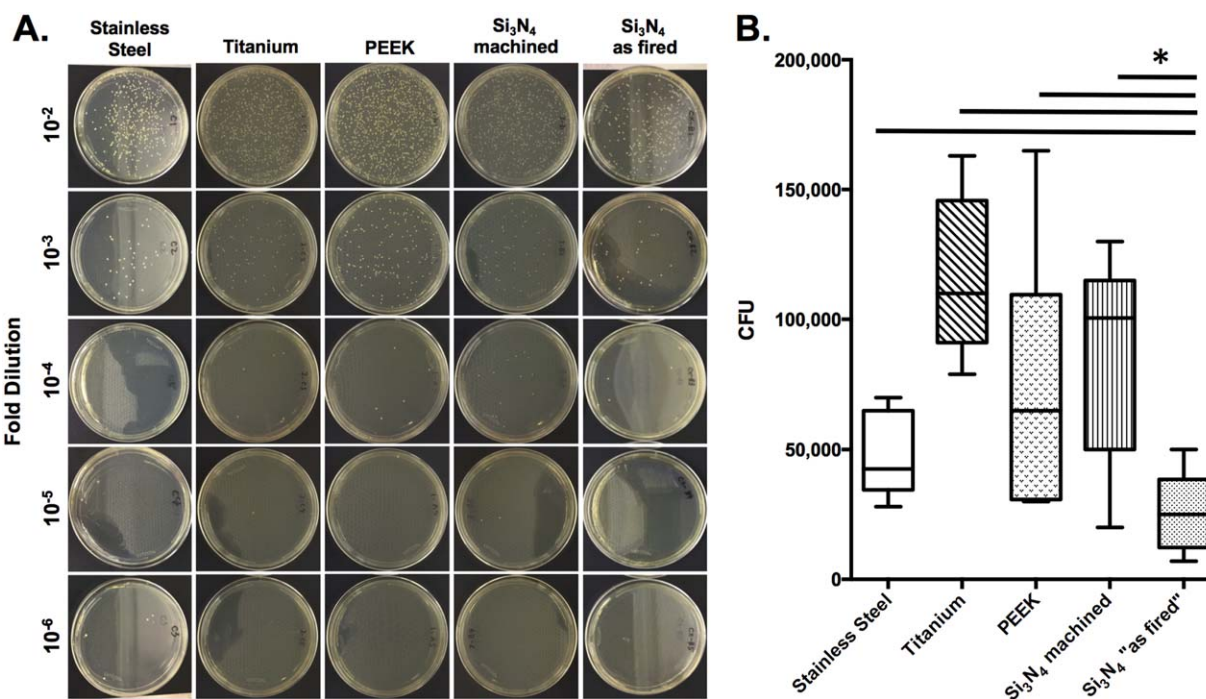 A.
Stainless
Steel
Titanium
PEEK
Si₃N₄
machined
Si₃N₄
as fired
Fold Dilution
10⁻²
10⁻³
10⁻⁴
10⁻⁵
10⁻⁶
B.
*
200,000
150,000
100,000
50,000
0
CFU
Stainless Steel
Titanium
PEEK
Si₃N₄ machined
Si₃N₄ "as fired"